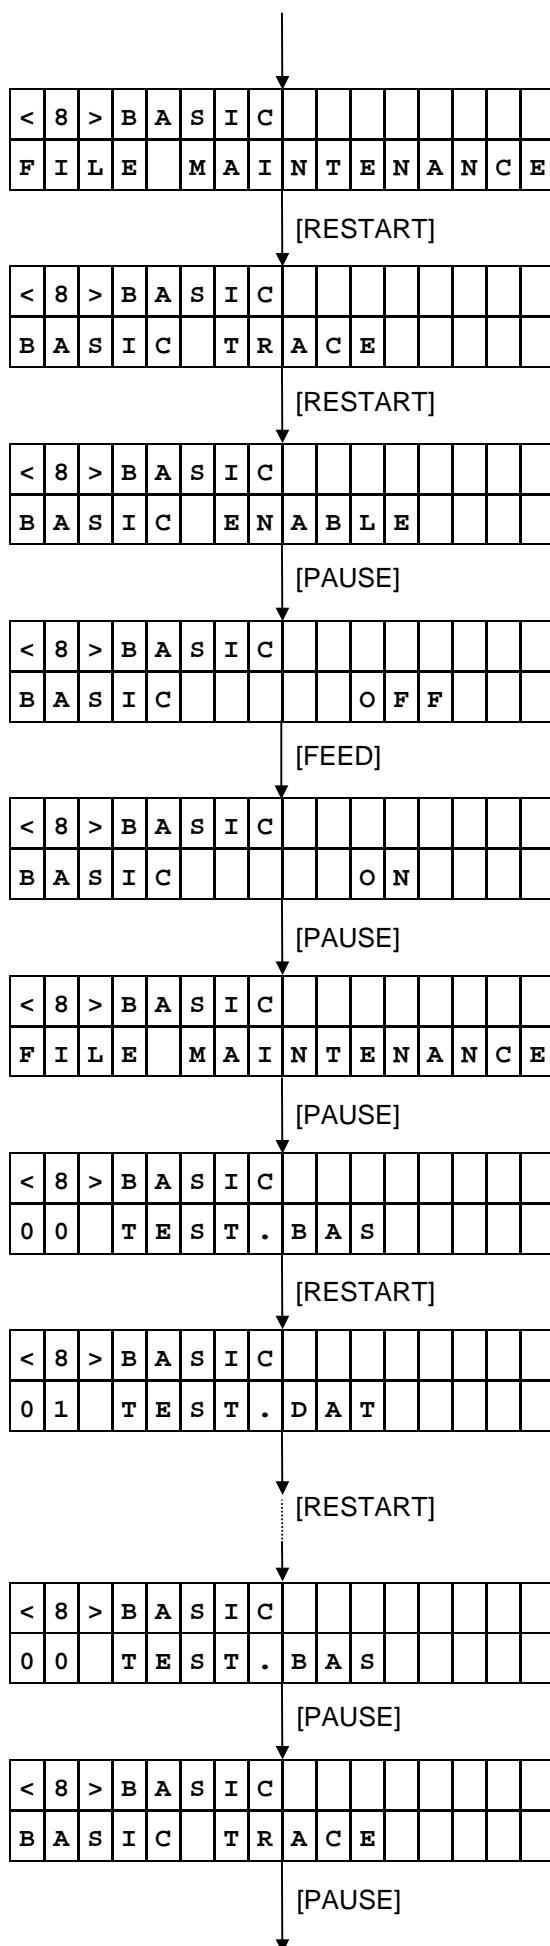 <8>BASIC
FILE MAINTENANCE
[RESTART]
<8>BASIC
BASIC TRACE
[RESTART]
<8>BASIC
BASIC ENABLE
[PAUSE]
<8>BASIC
BASIC OFF
[FEED]
<8>BASIC
BASIC ON
[PAUSE]
<8>BASIC
FILE MAINTENANCE
[PAUSE]
<8>BASIC
00 TEST.BAS
[RESTART]
<8>BASIC
01 TEST.DAT
[RESTART]
<8>BASIC
00 TEST.BAS
[PAUSE]
<8>BASIC
BASIC TRACE
[PAUSE]